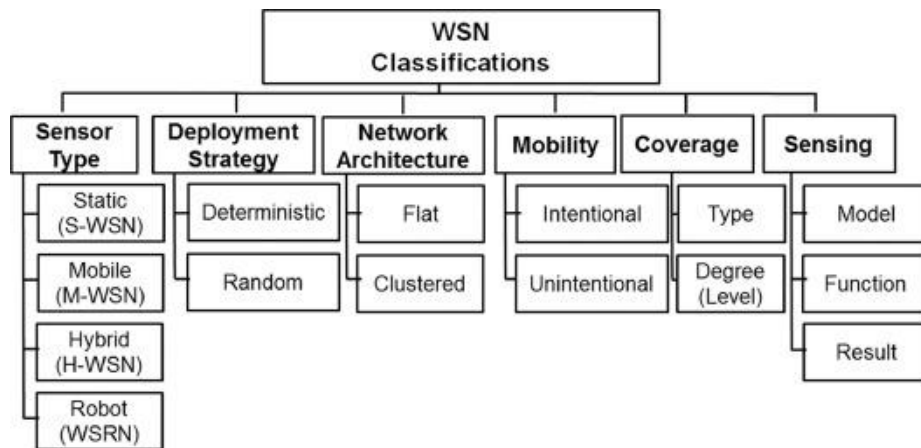 WSN
Classifications
Sensor
Type
Deployment
Strategy
Network
Architecture
Mobility
Coverage
Sensing
Static
(S-WSN)
Deterministic
Flat
Intentional
Type
Model
Mobile
(M-WSN)
Random
Clustered
Unintentional
Degree
(Level)
Function
Hybrid
(H-WSN)
Result
Robot
(WSRN)